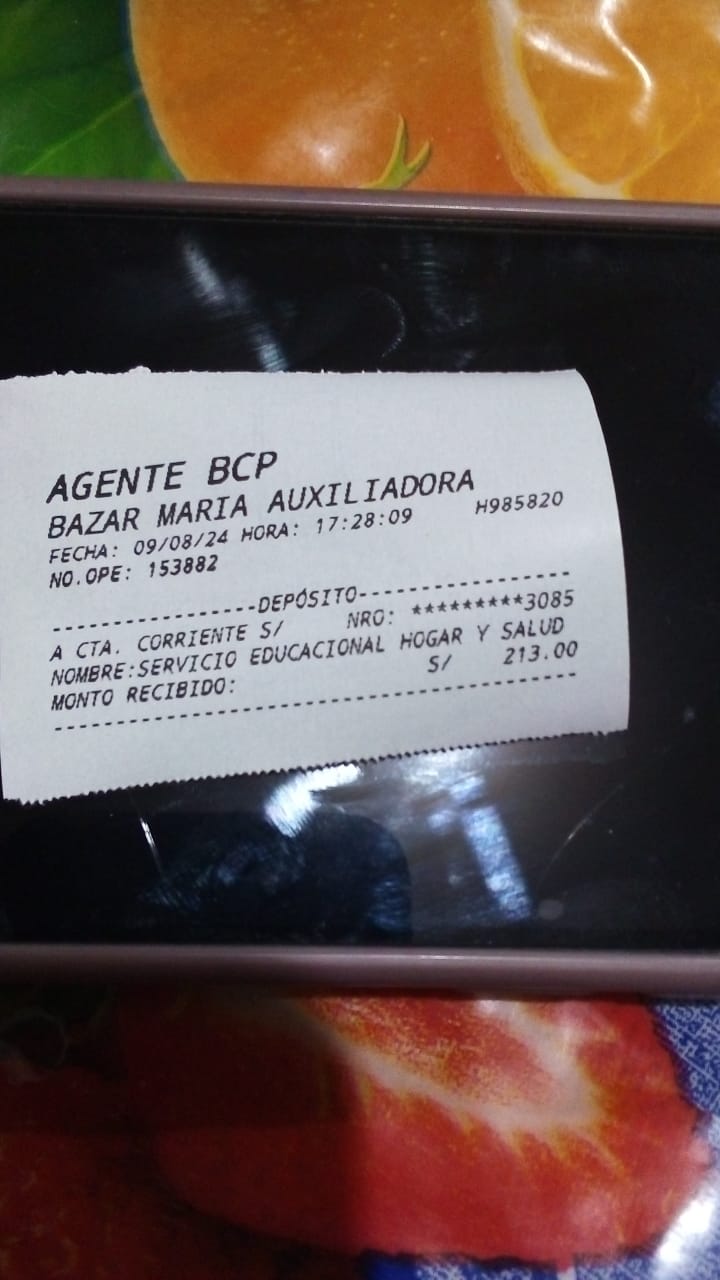 AGENTE BCP
BAZAR MARIA AUXILIADORA
FECHA: 09/08/24 HORA: 17:28:09 H985820
NO.OPE: 153882
-----------------DEPÓSITO------------------
A CTA. CORRIENTE S/ NRO: *********3085
NOMBRE:SERVICIO EDUCACIONAL HOGAR Y SALUD
MONTO RECIBIDO: S/ 213.00
-------------------------------------------